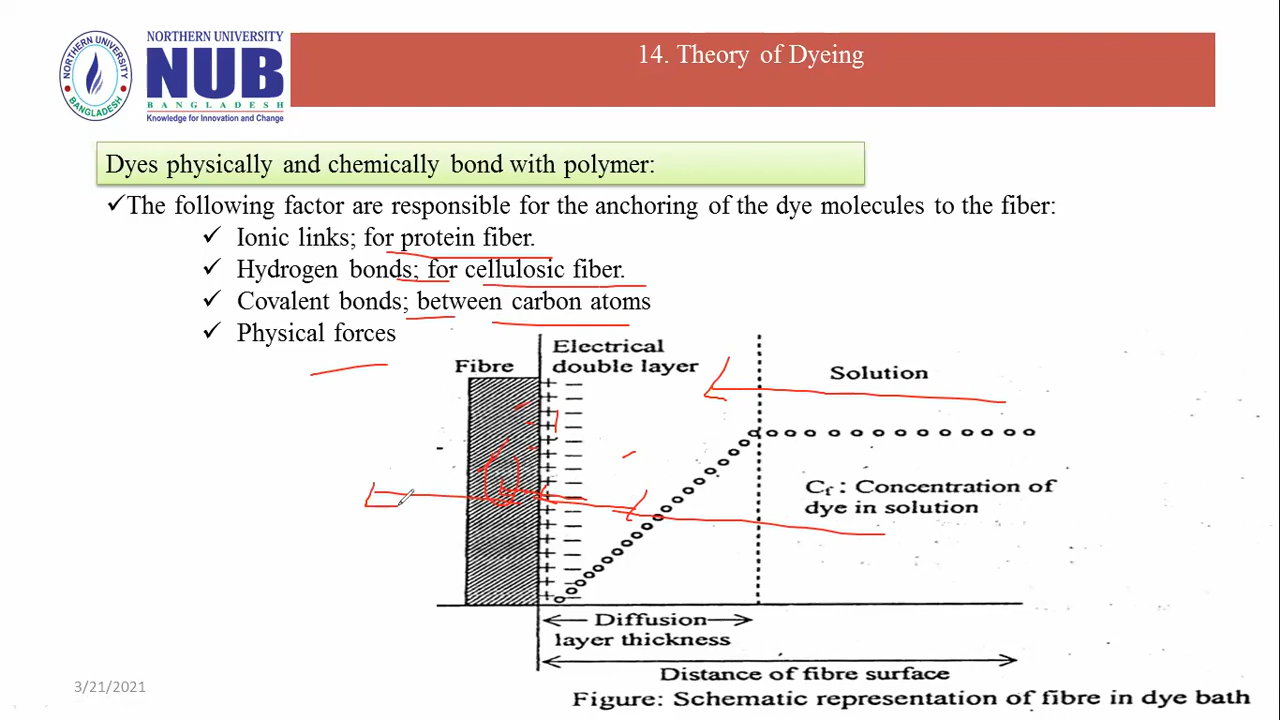 NORTHERN UNIVERSITY
BANGLADESH
NORTHERN UNIVERSITY
NUB
BANGLADESH
Knowledge for Innovation and Change
14. Theory of Dyeing
Dyes physically and chemically bond with polymer:
✓The following factor are responsible for the anchoring of the dye molecules to the fiber:
✓ Ionic links; for protein fiber.
✓ Hydrogen bonds; for cellulosic fiber.
✓ Covalent bonds; between carbon atoms
✓ Physical forces
Fibre
Electrical
double layer
Solution
Cf : Concentration of
dye in solution
Diffusion
layer thickness
Distance of fibre surface
Figure: Schematic representation of fibre in dye bath
3/21/2021